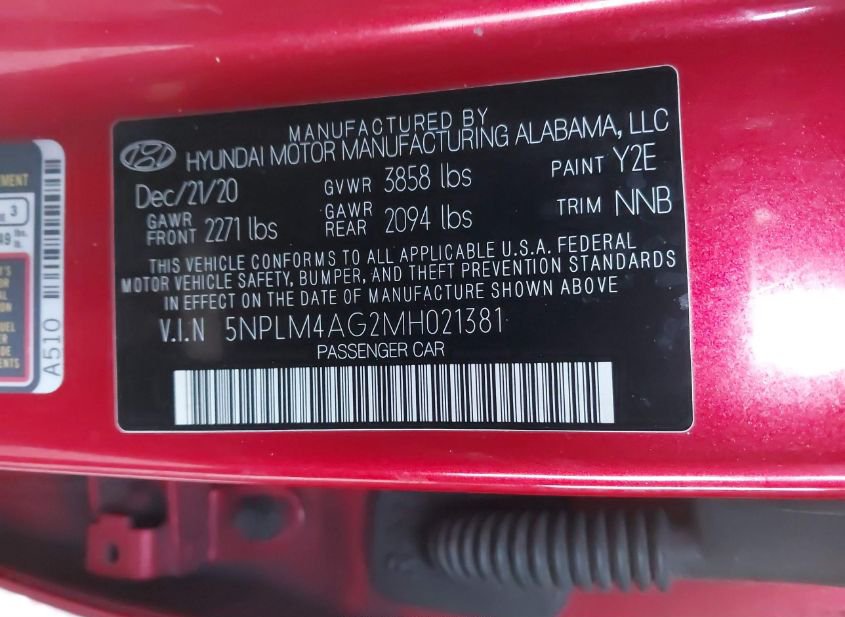 MANUFACTURED BY
HYUNDAI MOTOR MANUFACTURING ALABAMA, LLC
Dec/21/20 GVWR 3858 lbs PAINT Y2E
GAWR FRONT 2271 lbs GAWR REAR 2094 lbs TRIM NNB
THIS VEHICLE CONFORMS TO ALL APPLICABLE U.S.A. FEDERAL
MOTOR VEHICLE SAFETY, BUMPER, AND THEFT PREVENTION STANDARDS
IN EFFECT ON THE DATE OF MANUFACTURE SHOWN ABOVE
V.I.N 5NPLM4AG2MH021381
PASSENGER CAR
A510
3